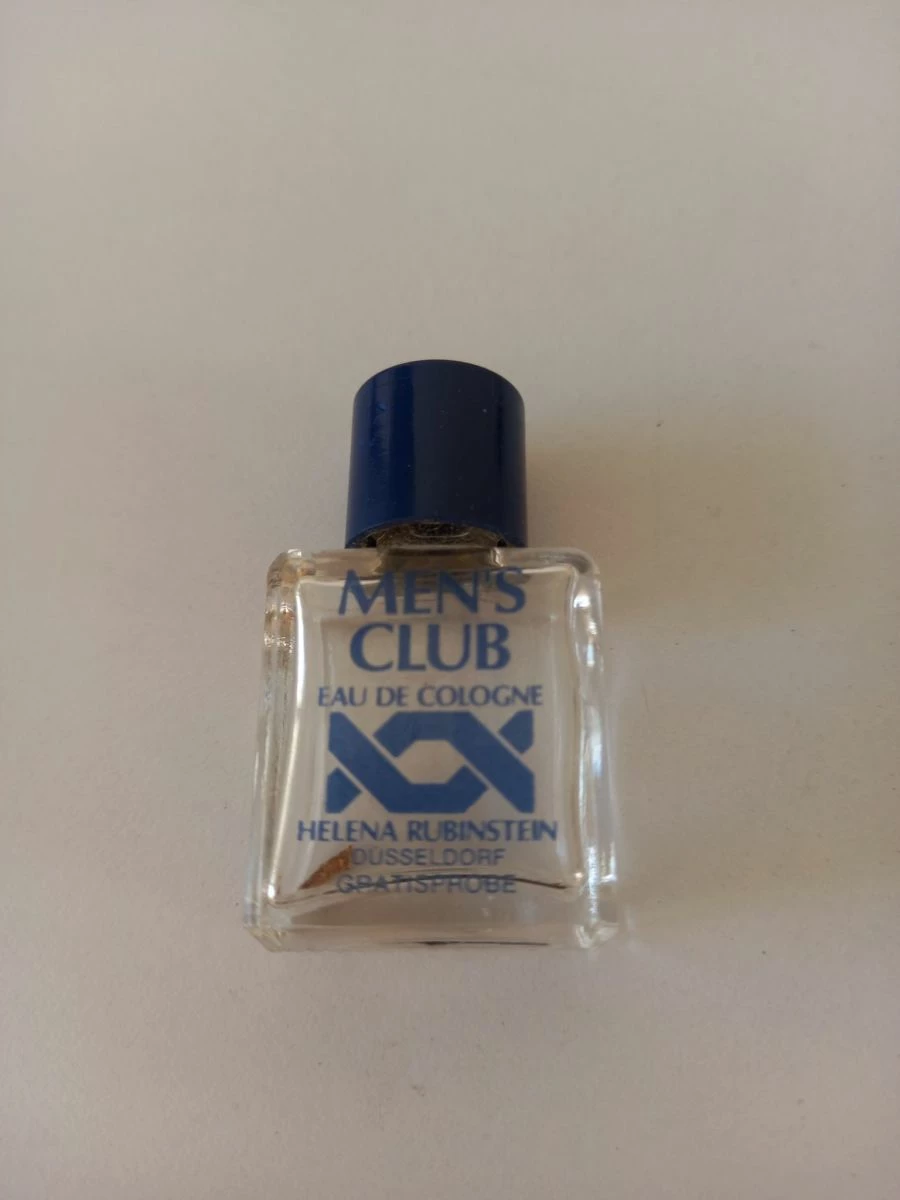 MEN'S
CLUB
EAU DE COLOGNE
HELENA RUBINSTEIN
DÜSSELDORF
GRATISPROBE